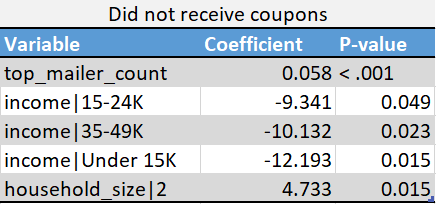 Did not receive coupons
Variable Coefficient P-value
top_mailer_count 0.058 < .001
income|15-24K -9.341 0.049
income|35-49K -10.132 0.023
income|Under 15K -12.193 0.015
household_size|2 4.733 0.015